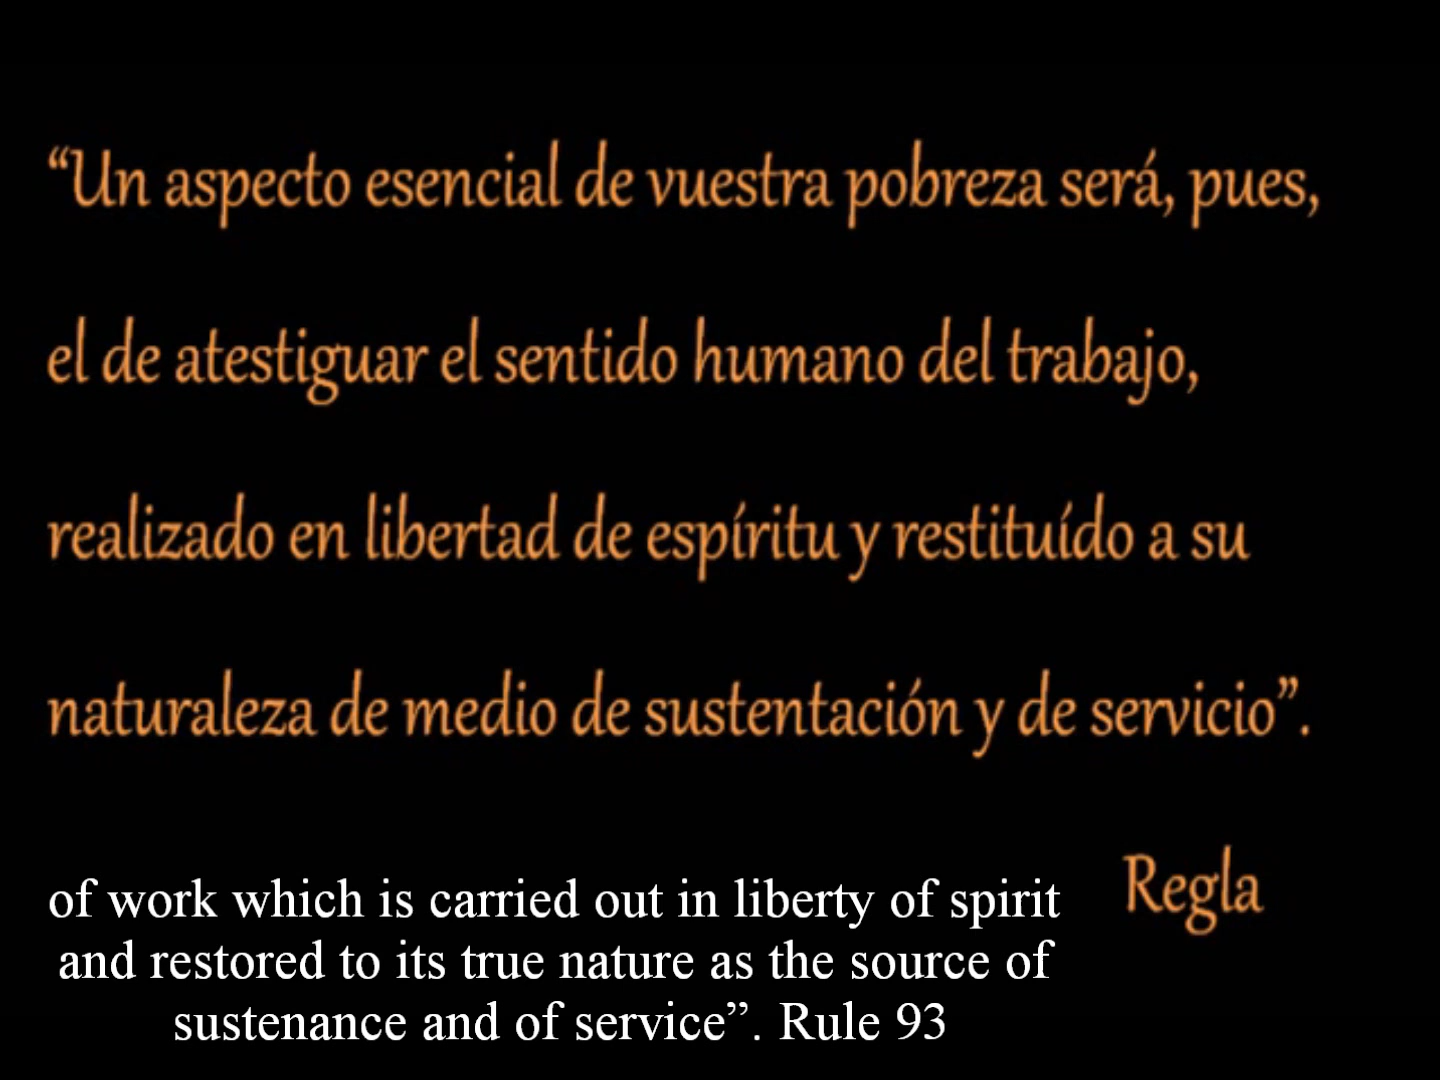 “Un aspecto esencial de vuestra pobreza será, pues,
el de atestiguar el sentido humano del trabajo,
realizado en libertad de espíritu y restituído a su
naturaleza de medio de sustentación y de servicio”.
Regla
of work which is carried out in liberty of spirit
and restored to its true nature as the source of
sustenance and of service”. Rule 93